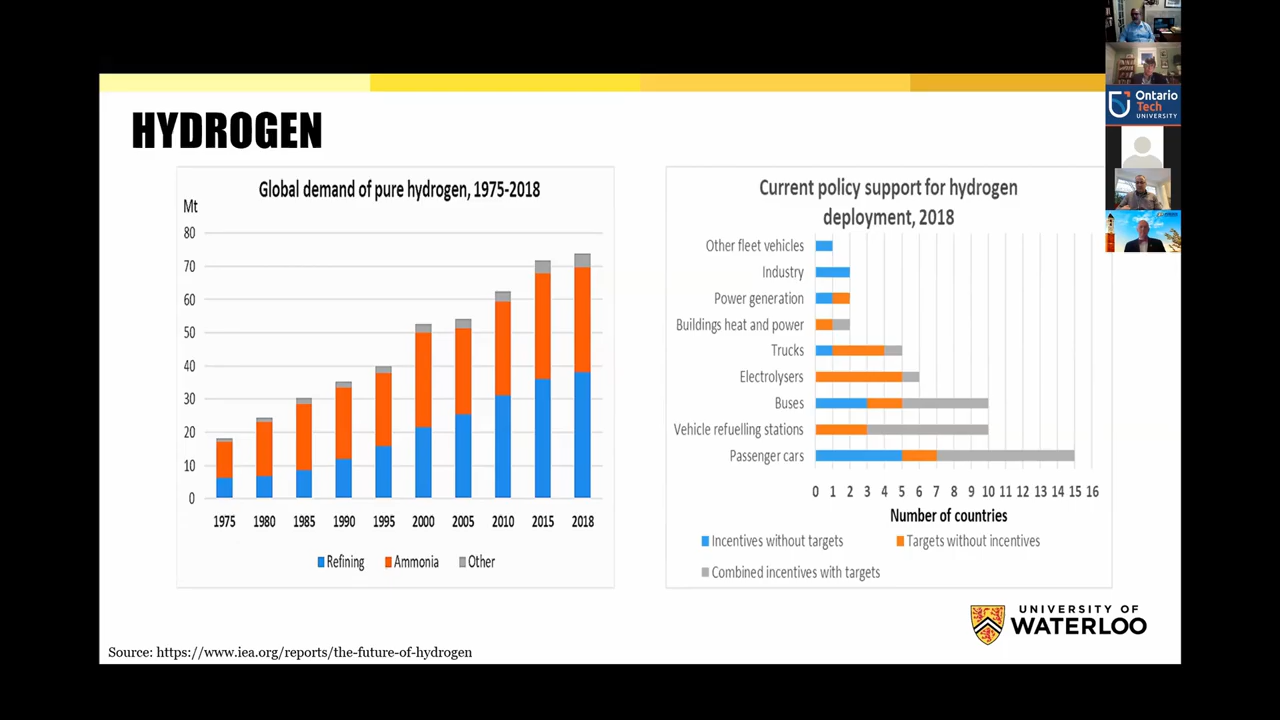 HYDROGEN
Global demand of pure hydrogen, 1975-2018
Mt
80
70
60
50
40
30
20
10
0
1975 1980 1985 1990 1995 2000 2005 2010 2015 2018
Refining Ammonia Other
Current policy support for hydrogen
deployment, 2018
Other fleet vehicles
Industry
Power generation
Buildings heat and power
Trucks
Electrolysers
Buses
Vehicle refuelling stations
Passenger cars
0 1 2 3 4 5 6 7 8 9 10 11 12 13 14 15 16
Number of countries
Incentives without targets Targets without incentives
Combined incentives with targets
UNIVERSITY OF
WATERLOO
Source: https://www.iea.org/reports/the-future-of-hydrogen
Ontario
Tech
UNIVERSITY